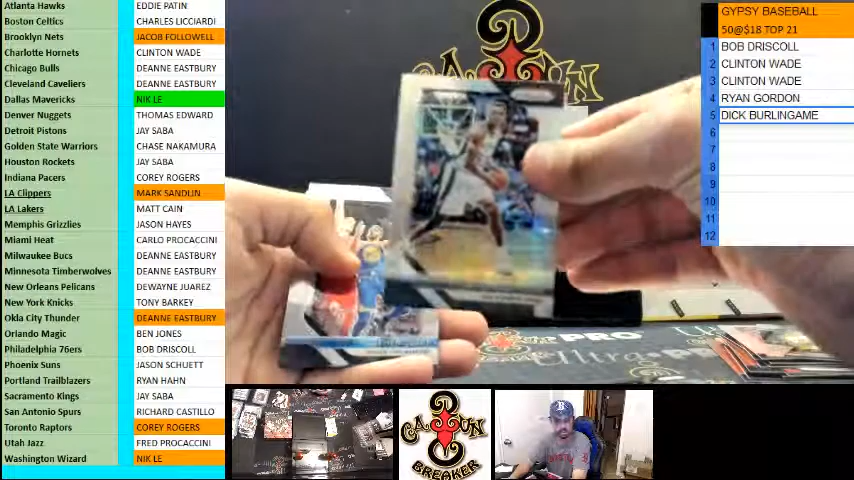 Atlanta Hawks EDDIE PATIN
Boston Celtics CHARLES LICCIARDI
Brooklyn Nets JACOB FOLLOWELL
Charlotte Hornets CLINTON WADE
Chicago Bulls DEANNE EASTBURY
Cleveland Cavaliers DEANNE EASTBURY
Dallas Mavericks NIK LE
Denver Nuggets THOMAS EDWARD
Detroit Pistons JAY SABA
Golden State Warriors CHASE NAKAMURA
Houston Rockets JAY SABA
Indiana Pacers COREY ROGERS
LA Clippers MARK SANDLIN
LA Lakers MATT CAIN
Memphis Grizzlies JASON HAYES
Miami Heat CARLO PROCACCINI
Milwaukee Bucs DEANNE EASTBURY
Minnesota Timberwolves DEANNE EASTBURY
New Orleans Pelicans DEWAYNE JUAREZ
New York Knicks TONY BARKEY
Okla City Thunder DEANNE EASTBURY
Orlando Magic BEN JONES
Philadelphia 76ers BOB DRISCOLL
Phoenix Suns JASON SCHUETT
Portland Trailblazers RYAN HAHN
Sacramento Kings JAY SABA
San Antonio Spurs RICHARD CASTILLO
Toronto Raptors COREY ROGERS
Utah Jazz FRED PROCACCINI
Washington Wizard NIK LE
GYPSY BASEBALL
50@$18 TOP 21
1 BOB DRISCOLL
2 CLINTON WADE
3 CLINTON WADE
4 RYAN GORDON
5 DICK BURLINGAME
6
7
8
9
10
11
12
PRO
Ultra PRO
CAJUN
BREAKER